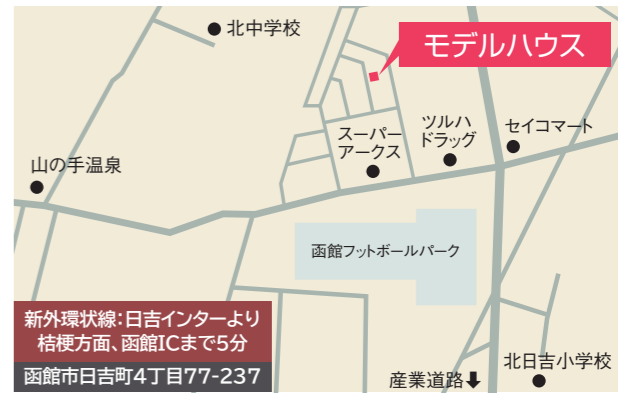 北中学校
モデルハウス
スーパー
アークス
ツルハ
ドラッグ
セイコマート
山の手温泉
函館フットボールパーク
新外環状線:日吉インターより
桔梗方面、函館ICまで5分
函館市日吉町4丁目77-237
産業道路⬇
北日吉小学校